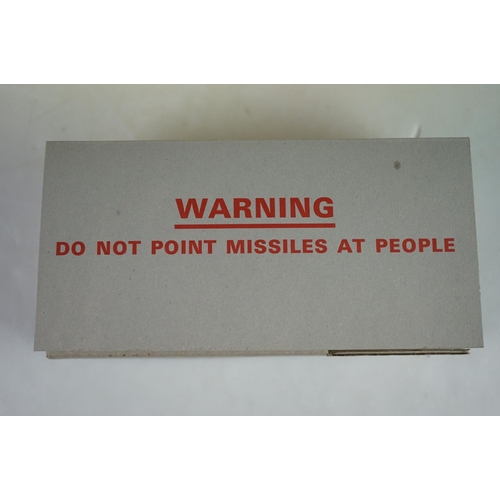 WARNING
DO NOT POINT MISSILES AT PEOPLE